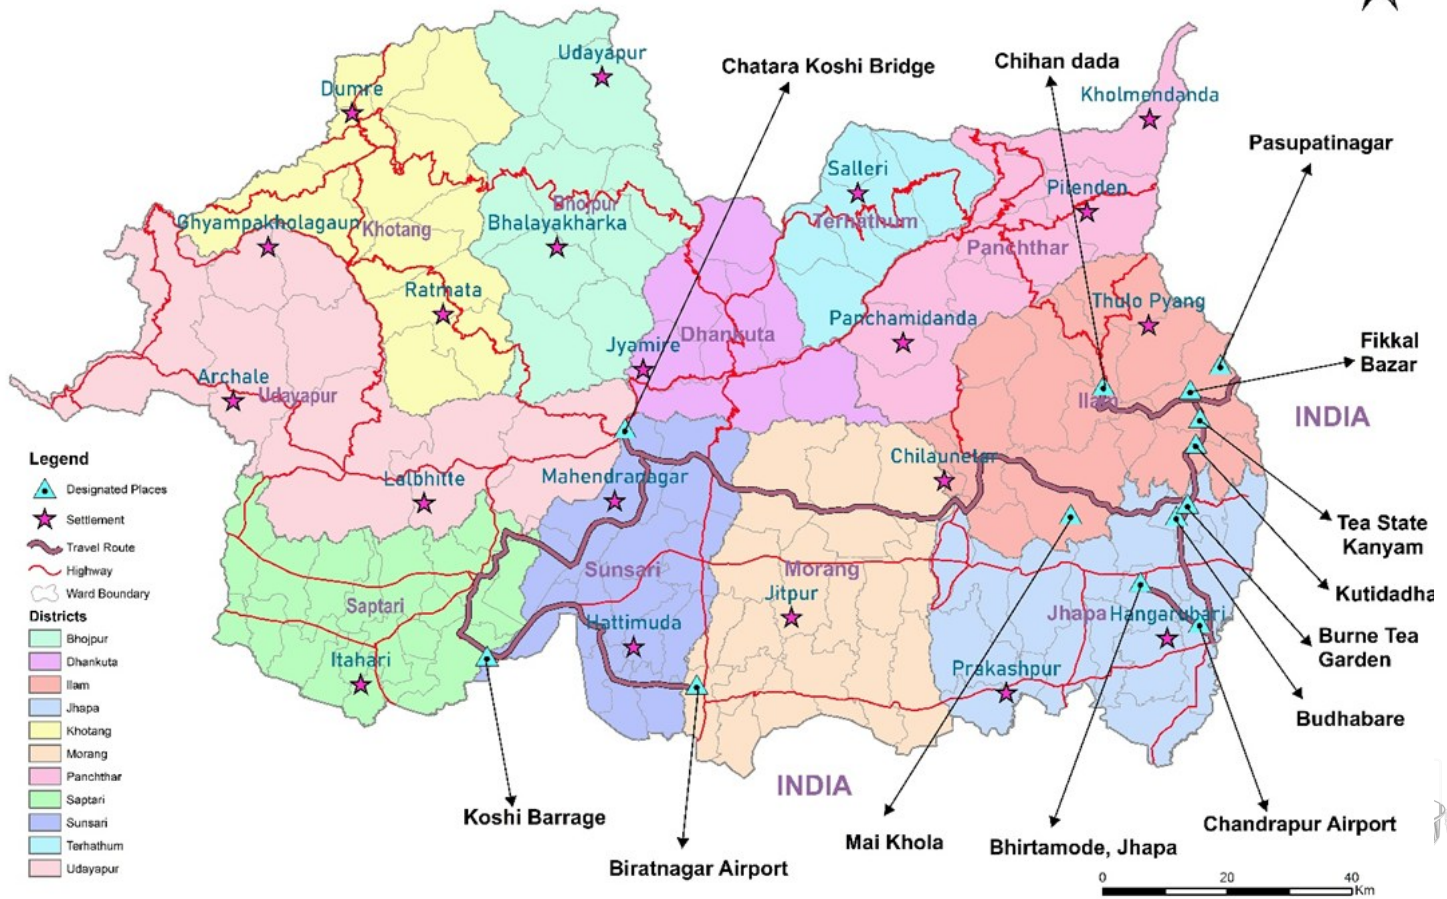 Udayapur
Chatara Koshi Bridge
Chihan dada
Dumre
Kholmendanda
Pasupatinagar
Salleri
Pilenden
Bhojpur
Ghyampakholagaun
Khotang
Bhalayakharka
Terhathum
Panchthar
Ratmata
Thulo Pyang
Panchamidanda
Dhankuta
Jyamire
Fikkal
Bazar
Archale
Udayapur
Ilam
INDIA
Chilaunetar
Lalbhitte
Mahendranagar
Tea State
Kanyam
Sunsari
Morang
Jitpur
Kutidadha
Saptari
Jhapa
Hangarubari
Hattimuda
Burne Tea
Garden
Itahari
Prakashpur
Budhabare
INDIA
Koshi Barrage
Chandrapur Airport
Mai Khola
Bhirtamode, Jhapa
Biratnagar Airport
Legend
Designated Places
Settlement
Travel Route
Highway
Ward Boundary
Districts
Bhojpur
Dhankuta
Ilam
Jhapa
Khotang
Morang
Panchthar
Saptari
Sunsari
Terhathum
Udayapur
0 20 40
Km